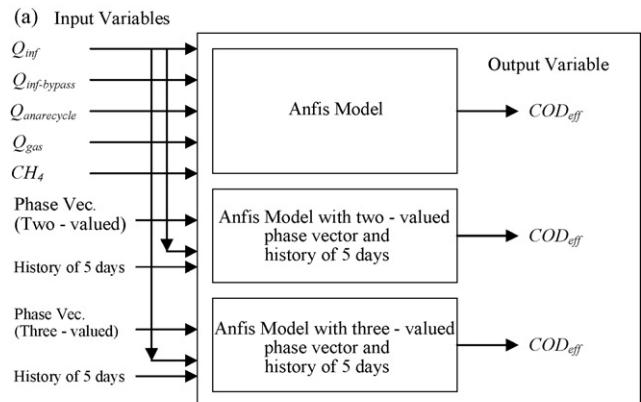 (a) Input Variables
Q_inf
Q_inf-bypass
Q_anarecycle
Q_gas
CH_4
Phase Vec.
(Two - valued)
History of 5 days
Phase Vec.
(Three - valued)
History of 5 days
Anfis Model
Anfis Model with two - valued
phase vector and
history of 5 days
Anfis Model with three - valued
phase vector and
history of 5 days
Output Variable
COD_eff
COD_eff
COD_eff